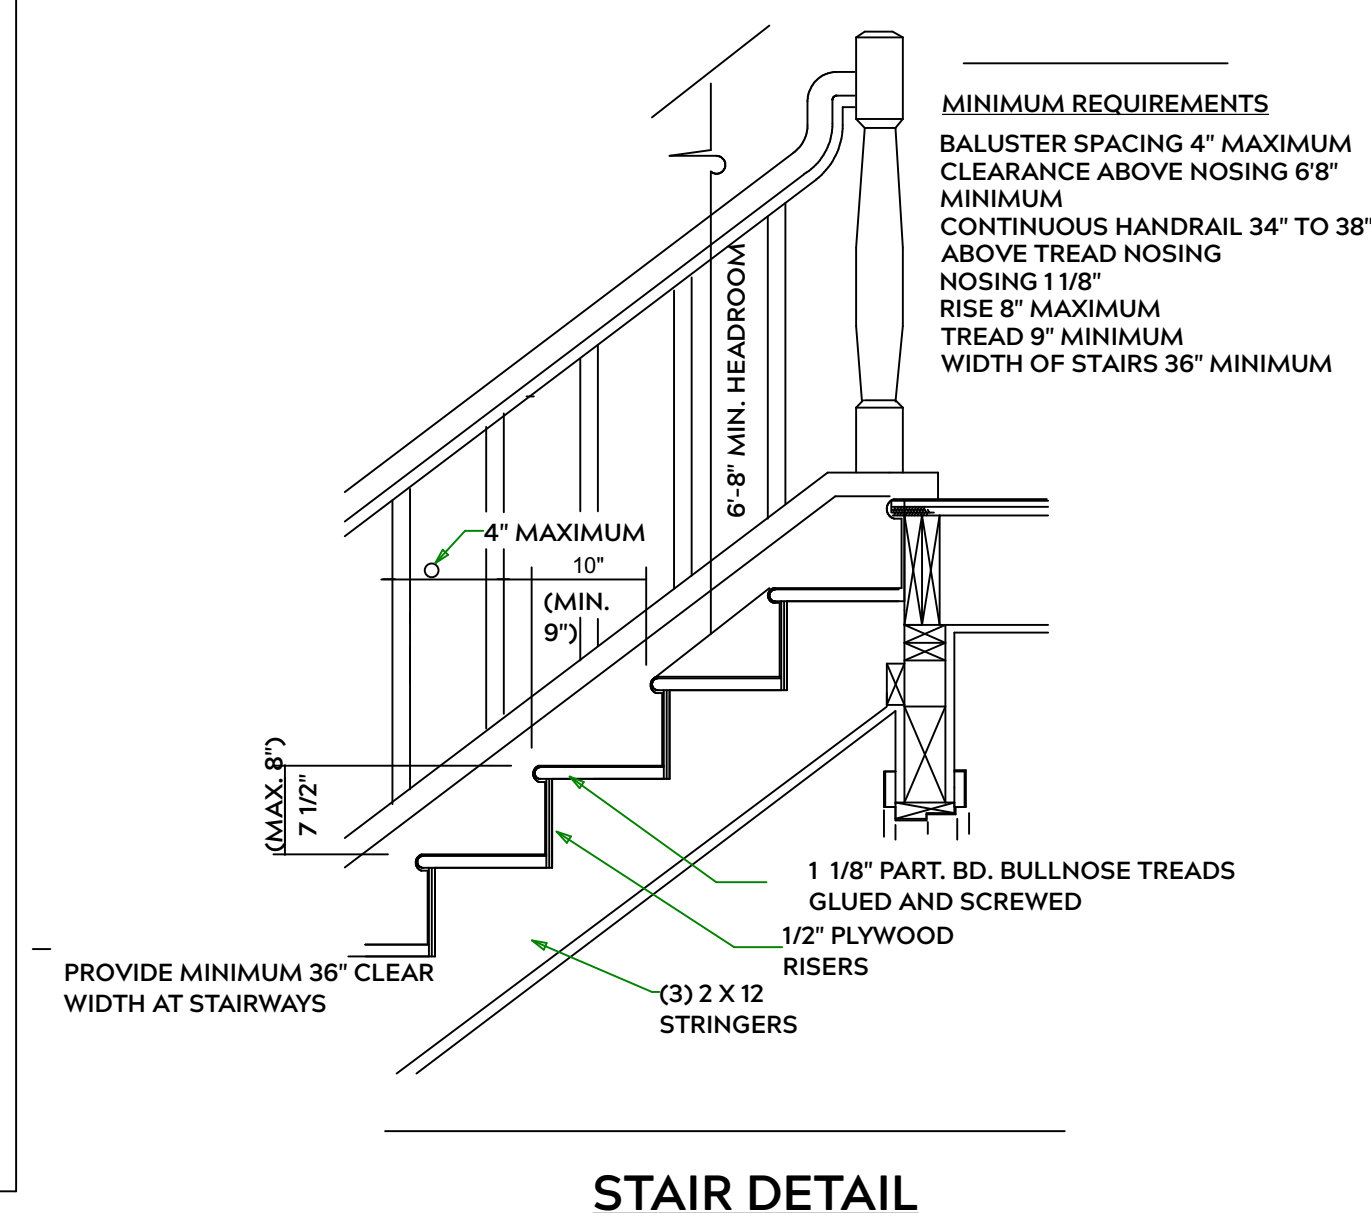 MINIMUM REQUIREMENTS
BALUSTER SPACING 4" MAXIMUM
CLEARANCE ABOVE NOSING 6'8"
MINIMUM
CONTINUOUS HANDRAIL 34" TO 38"
ABOVE TREAD NOSING
NOSING 1 1/8"
RISE 8" MAXIMUM
TREAD 9" MINIMUM
WIDTH OF STAIRS 36" MINIMUM
6'-8" MIN. HEADROOM
4" MAXIMUM
10"
(MIN.
9")
(MAX. 8")
7 1/2"
1 1/8" PART. BD. BULLNOSE TREADS
GLUED AND SCREWED
1/2" PLYWOOD
RISERS
PROVIDE MINIMUM 36" CLEAR
WIDTH AT STAIRWAYS
(3) 2 X 12
STRINGERS
STAIR DETAIL